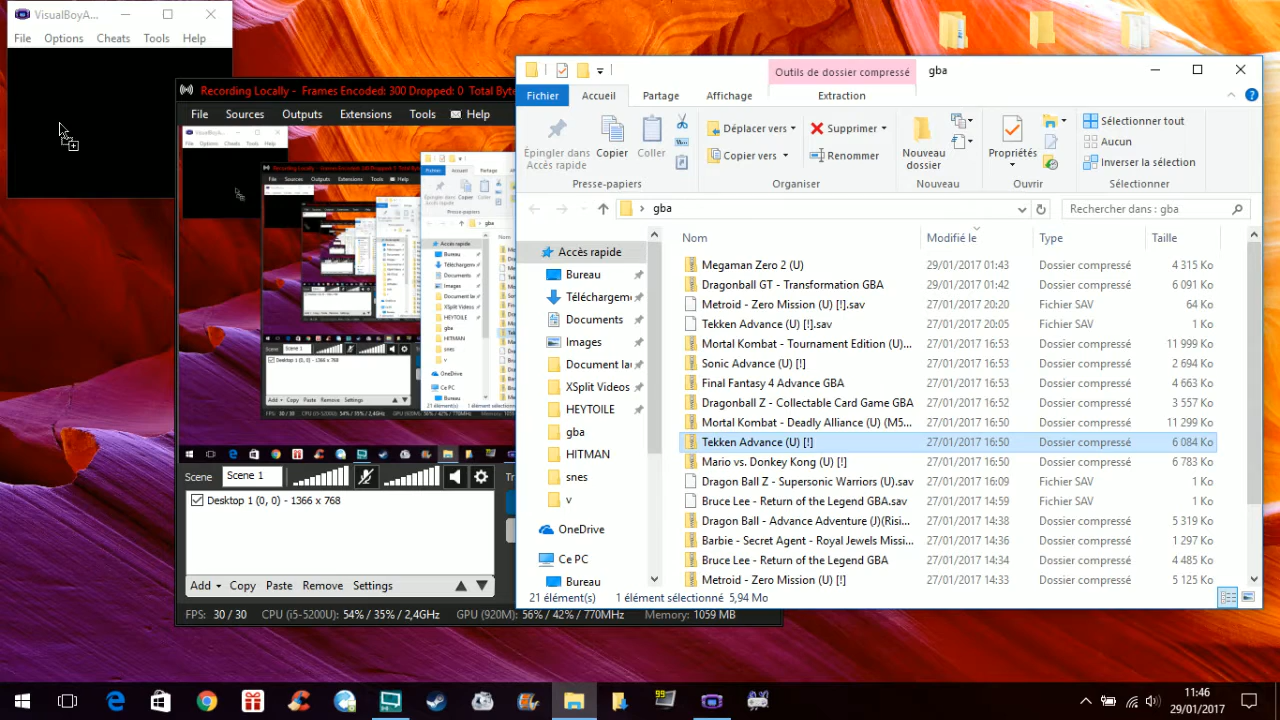 VisualBoyA...
File Options Cheats Tools Help
Recording Locally - Frames Encoded: 300 Dropped: 0 Total Byte
File Sources Outputs Extensions Tools Help
Scene Scene 1
Desktop 1 (0, 0) - 1366 x 768
Add Copy Paste Remove Settings
FPS: 30 / 30 CPU (i5-5200U): 54% / 35% / 2,4GHz GPU (920M): 56% / 42% / 770MHz Memory: 1059 MB
Outils de dossier compressé gba
Fichier Accueil Partage Affichage Extraction
Épingler dans Accès rapide
Copier
Coller
Presse-papiers
Déplacer vers
Copier vers
Supprimer
Renommer
Organiser
Nouveau dossier
Nouveau
Propriétés
Ouvrir
Sélectionner tout
Aucun
Inverser la sélection
Sélectionner
gba
Rechercher dans : gba
Accès rapide
Bureau
Documents
Images
XSplit Videos
HEYTOILE
gba
HITMAN
snes
v
OneDrive
Ce PC
Bureau
Nom Modifié le Type Taille
Megaman Zero 2 (U) 29/01/2017 01:43 Dossier compressé 5 315 Ko
Dragonball GT - Transformation GBA 29/01/2017 01:42 Dossier compressé 6 091 Ko
Metroid - Zero Mission (U) [!].sav 27/01/2017 20:20 Fichier SAV 64 Ko
Tekken Advance (U) [!].sav 27/01/2017 20:05 Fichier SAV 1 Ko
Mortal Kombat - Tournament Edition (U)... 27/01/2017 16:53 Dossier compressé 11 999 Ko
Sonic Advance (U) [!] 27/01/2017 16:53 Dossier compressé 4 294 Ko
Final Fantasy 4 Advance GBA 27/01/2017 16:53 Dossier compressé 4 663 Ko
Dragon Ball Z - Collectable Card Game (U) 27/01/2017 16:52 Dossier compressé
Mortal Kombat - Deadly Alliance (U) (M5... 27/01/2017 16:50 Dossier compressé 11 299 Ko
Tekken Advance (U) [!] 27/01/2017 16:50 Dossier compressé 6 084 Ko
Mario vs. Donkey Kong (U) [!] 27/01/2017 16:50 Dossier compressé 6 783 Ko
Dragon Ball Z - Supersonic Warriors (U).sav 27/01/2017 16:09 Fichier SAV 1 Ko
Bruce Lee - Return of the Legend GBA.sav 27/01/2017 14:59 Fichier SAV 1 Ko
Dragon Ball - Advance Adventure (J)(Risi... 27/01/2017 14:38 Dossier compressé 5 319 Ko
Barbie - Secret Agent - Royal Jewels Missi... 27/01/2017 14:36 Dossier compressé 1 297 Ko
Bruce Lee - Return of the Legend GBA 27/01/2017 14:34 Dossier compressé 4 485 Ko
Metroid - Zero Mission (U) [!] 27/01/2017 14:33 Dossier compressé 5 125 Ko
21 élément(s) 1 élément sélectionné 5,94 Mo
99
11:46
29/01/2017